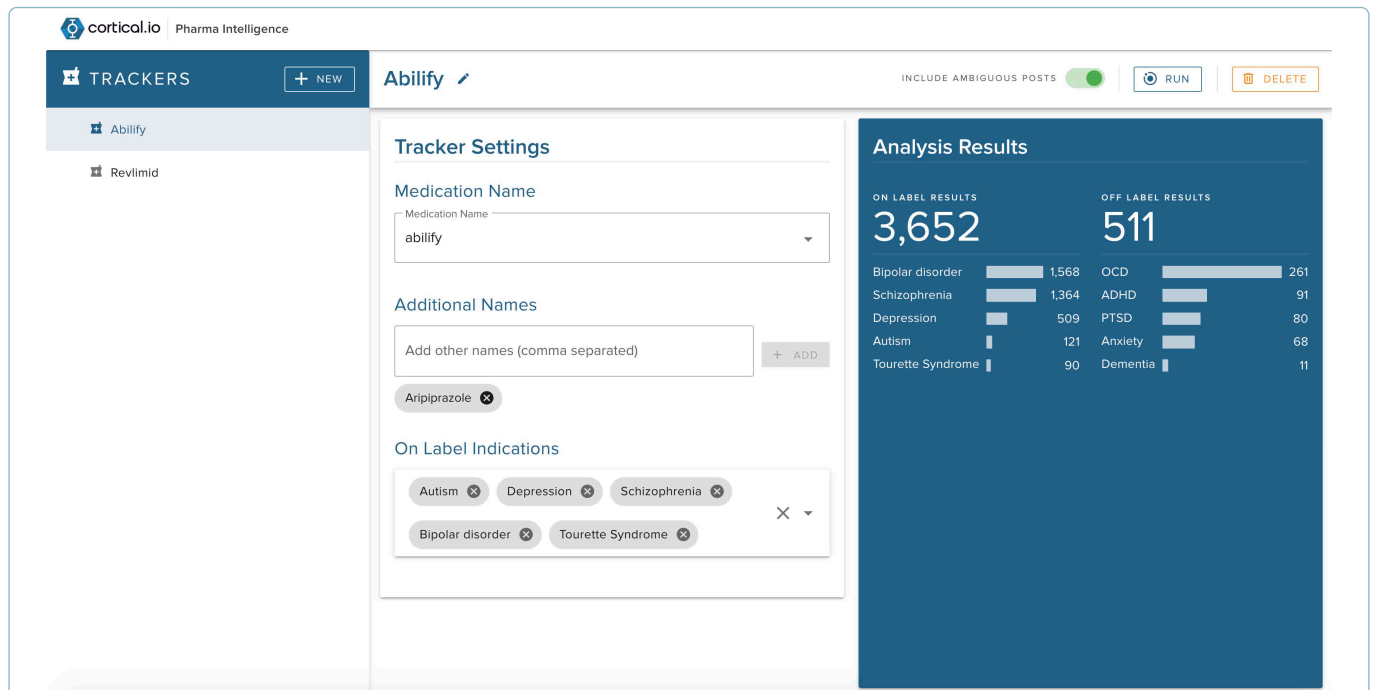 cortical.io Pharma Intelligence
TRACKERS
+ NEW
Abilify
Revlimid
Abilify
INCLUDE AMBIGUOUS POSTS
RUN
DELETE
Tracker Settings
Medication Name
Medication Name
abilify
Additional Names
Add other names (comma separated)
+ ADD
Aripiprazole
On Label Indications
Autism Depression Schizophrenia
Bipolar disorder Tourette Syndrome
Analysis Results
ON LABEL RESULTS
3,652
Bipolar disorder 1,568
Schizophrenia 1,364
Depression 509
Autism 121
Tourette Syndrome 90
OFF LABEL RESULTS
511
OCD 261
ADHD 91
PTSD 80
Anxiety 68
Dementia 11